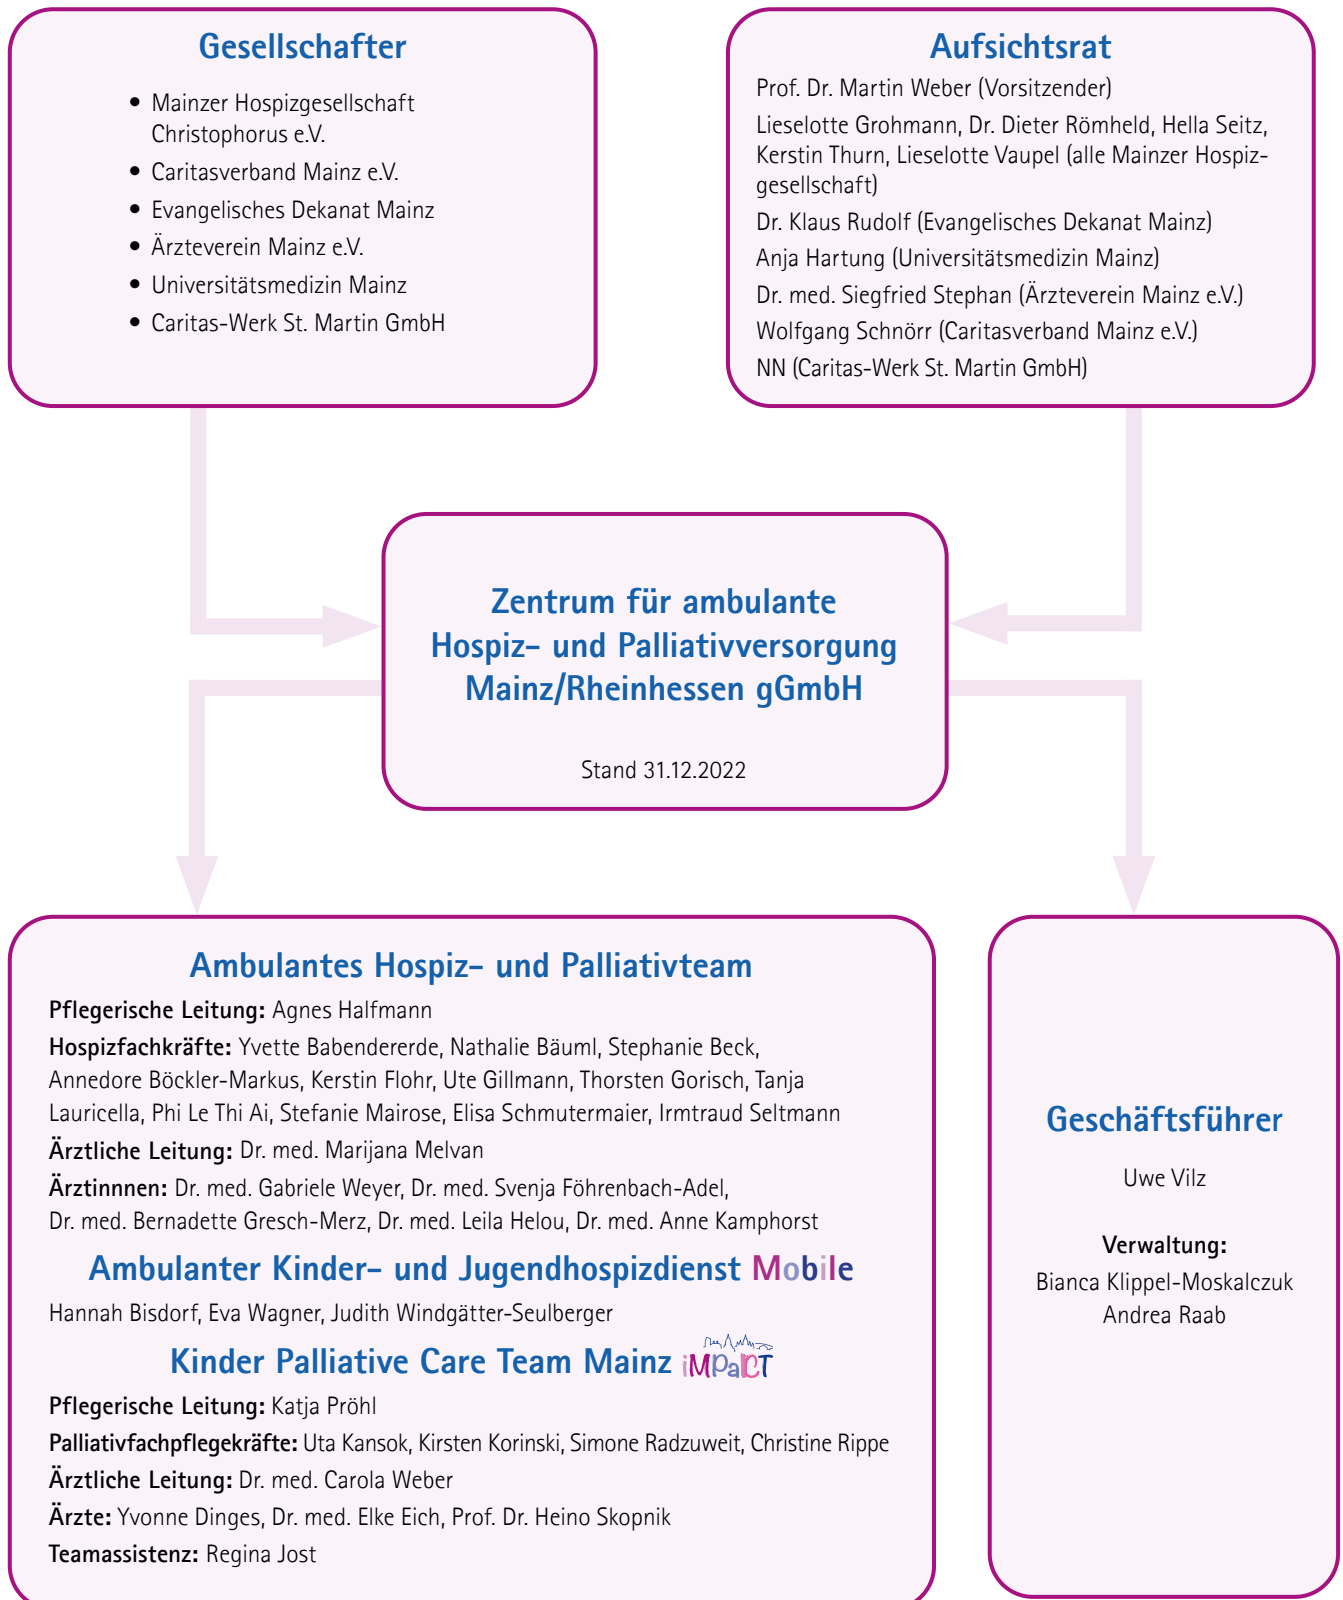 Gesellschafter
• Mainzer Hospizgesellschaft
Christophorus e.V.
• Caritasverband Mainz e.V.
• Evangelisches Dekanat Mainz
• Ärzteverein Mainz e.V.
• Universitätsmedizin Mainz
• Caritas-Werk St. Martin GmbH
Aufsichtsrat
Prof. Dr. Martin Weber (Vorsitzender)
Lieselotte Grohmann, Dr. Dieter Römheld, Hella Seitz,
Kerstin Thurn, Lieselotte Vaupel (alle Mainzer Hospiz-
gesellschaft)
Dr. Klaus Rudolf (Evangelisches Dekanat Mainz)
Anja Hartung (Universitätsmedizin Mainz)
Dr. med. Siegfried Stephan (Ärzteverein Mainz e.V.)
Wolfgang Schnörr (Caritasverband Mainz e.V.)
NN (Caritas-Werk St. Martin GmbH)
Zentrum für ambulante
Hospiz- und Palliativversorgung
Mainz/Rheinhessen gGmbH
Stand 31.12.2022
Ambulantes Hospiz- und Palliativteam
Pflegerische Leitung: Agnes Halfmann
Hospizfachkräfte: Yvette Babendererde, Nathalie Bäuml, Stephanie Beck,
Annedore Böckler-Markus, Kerstin Flohr, Ute Gillmann, Thorsten Gorisch, Tanja
Lauricella, Phi Le Thi Ai, Stefanie Mairose, Elisa Schmutermaier, Irmtraud Seltmann
Ärztliche Leitung: Dr. med. Marijana Melvan
Ärztinnnen: Dr. med. Gabriele Weyer, Dr. med. Svenja Föhrenbach-Adel,
Dr. med. Bernadette Gresch-Merz, Dr. med. Leila Helou, Dr. med. Anne Kamphorst
Ambulanter Kinder- und Jugendhospizdienst Mobile
Hannah Bisdorf, Eva Wagner, Judith Windgätter-Seulberger
Kinder Palliative Care Team Mainz iMPaCT
Pflegerische Leitung: Katja Pröhl
Palliativfachpflegekräfte: Uta Kansok, Kirsten Korinski, Simone Radzuweit, Christine Rippe
Ärztliche Leitung: Dr. med. Carola Weber
Ärzte: Yvonne Dinges, Dr. med. Elke Eich, Prof. Dr. Heino Skopnik
Teamassistenz: Regina Jost
Geschäftsführer
Uwe Vilz
Verwaltung:
Bianca Klippel-Moskalczuk
Andrea Raab